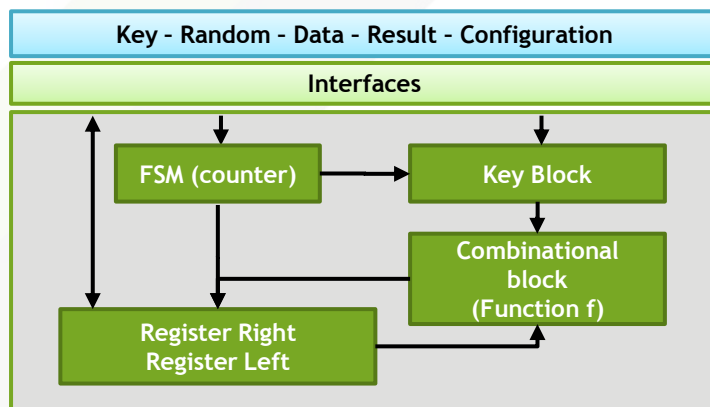 Key – Random – Data – Result – Configuration
Interfaces
FSM (counter)
Key Block
Combinational
block
(Function f)
Register Right
Register Left